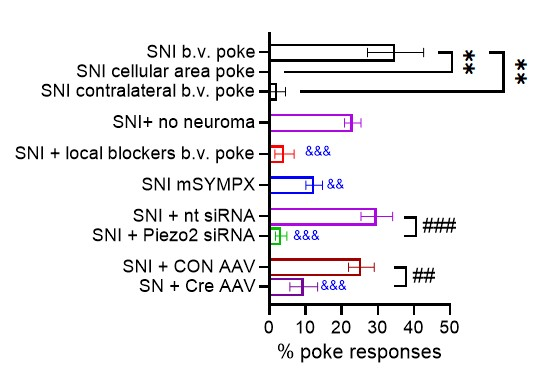 SNI b.v. poke
**
SNI cellular area poke
**
SNI contralateral b.v. poke
SNI+ no neuroma
SNI + local blockers b.v. poke &&&
SNI mSYMPX &&
SNI + nt siRNA
###
SNI + Piezo2 siRNA &&&
SNI + CON AAV
##
SN + Cre AAV &&&
0 10 20 30 40 50
% poke responses